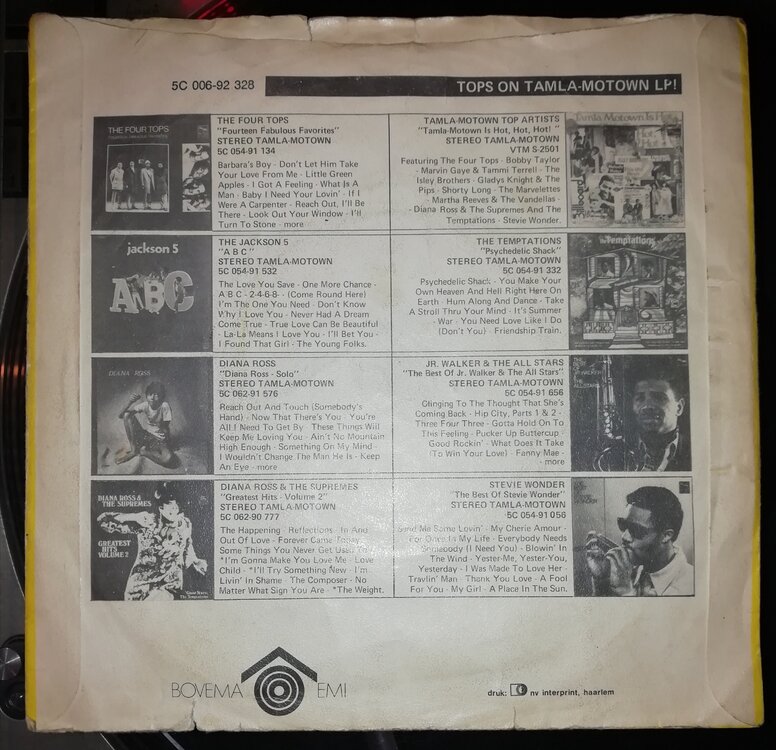 5C 006-92 328
TOPS ON TAMLA-MOTOWN LP!
THE FOUR TOPS
THE FOUR TOPS
"Fourteen Fabulous Favorites"
STEREO TAMLA-MOTOWN
5C 054-91 134
Barbara's Boy - Don't Let Him Take
Your Love From Me - Little Green
Apples - I Got A Feeling - What Is A
Man - Baby I Need Your Lovin' - If I
Were A Carpenter - Reach Out, I'll Be
There - Look Out Your Window - I'll
Turn To Stone - more
TAMLA-MOTOWN TOP ARTISTS
"Tamla-Motown Is Hot, Hot, Hot! "
STEREO TAMLA-MOTOWN
VTM S-2501
Featuring The Four Tops - Bobby Taylor
- Marvin Gaye & Tammi Terrell - The
Isley Brothers - Gladys Knight & The
Pips - Shorty Long - The Marvelettes
- Martha Reeves & The Vandellas -
- Diana Ross & The Supremes And The
Temptations - Stevie Wonder.
Tamla Motown Is Hot
Hot
Hot
jackson 5
ABC
THE JACKSON 5
"A B C"
STEREO TAMLA-MOTOWN
5C 054-91 532
The Love You Save - One More Chance -
A B C - 2-4-6-8 - (Come Round Here)
I'm The One You Need - Don't Know
Why I Love You - Never Had A Dream
Come True - True Love Can Be Beautiful
- La-La Means I Love You - I'll Bet You -
I Found That Girl - The Young Folks.
THE TEMPTATIONS
"Psychedelic Shack"
STEREO TAMLA-MOTOWN
5C 054-91 332
Psychedelic Shack - You Make Your
Own Heaven And Hell Right Here On
Earth - Hum Along And Dance - Take
A Stroll Thru Your Mind - It's Summer
- War - You Need Love Like I Do
(Don't You) - Friendship Train.
Temptations
DIANA ROSS
DIANA ROSS
"Diana Ross - Solo"
STEREO TAMLA-MOTOWN
5C 062-91 576
Reach Out And Touch (Somebody's
Hand) - Now That There's You - You're
All I Need To Get By - These Things Will
Keep Me Loving You - Ain't No Mountain
High Enough - Something On My Mind -
I Wouldn't Change The Man He Is - Keep
An Eye - more
JR. WALKER & THE ALL STARS
"The Best Of Jr. Walker & The All Stars"
STEREO TAMLA-MOTOWN
5C 054-91 656
Clinging To The Thought That She's
Coming Back - Hip City, Parts 1 & 2 -
Three Four Three - Gotta Hold On To
This Feeling - Pucker Up Buttercup -
Good Rockin' - What Does It Take
(To Win Your Love) - Fanny Mae -
- more
DIANA ROSS &
THE SUPREMES
GREATEST
HITS
VOLUME 2
DIANA ROSS & THE SUPREMES
"Greatest Hits - Volume 2"
STEREO TAMLA-MOTOWN
5C 062-90 777
The Happening - Reflections - In And
Out Of Love - Forever Came Today -
Some Things You Never Get Used To
*I'm Gonna Make You Love Me - Love
Child - *I'll Try Something New - I'm
Livin' In Shame - The Composer - No
Matter What Sign You Are - *The Weight.
STEVIE WONDER
"The Best Of Stevie Wonder"
STEREO TAMLA-MOTOWN
5C 054-91 056
Send Me Some Lovin' - My Cherie Amour -
For Once In My Life - Everybody Needs
Somebody (I Need You) - Blowin' In
The Wind - Yester-Me, Yester-You,
Yesterday - I Was Made To Love Her -
Travlin' Man - Thank You Love - A Fool
For You - My Girl - A Place In The Sun.
BOVEMA EMI
druk: nv interprint, haarlem